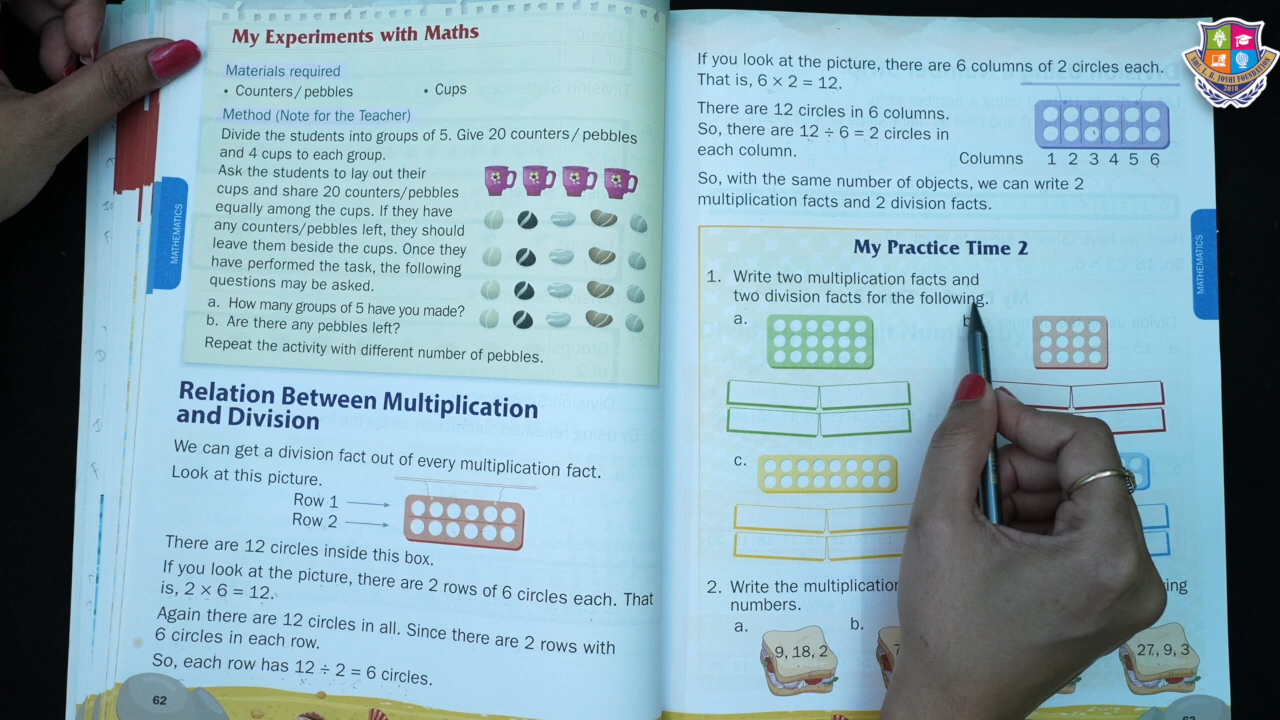 My Experiments with Maths
Materials required
• Counters / pebbles • Cups
Method (Note for the Teacher)
Divide the students into groups of 5. Give 20 counters / pebbles
and 4 cups to each group.
Ask the students to lay out their
cups and share 20 counters/pebbles
equally among the cups. If they have
any counters/pebbles left, they should
leave them beside the cups. Once they
have performed the task, the following
questions may be asked.
a. How many groups of 5 have you made?
b. Are there any pebbles left?
Repeat the activity with different number of pebbles.
MATHEMATICS
Relation Between Multiplication
and Division
We can get a division fact out of every multiplication fact.
Look at this picture.
Row 1
Row 2
There are 12 circles inside this box.
If you look at the picture, there are 2 rows of 6 circles each. That
is, 2 × 6 = 12.
Again there are 12 circles in all. Since there are 2 rows with
6 circles in each row.
So, each row has 12 ÷ 2 = 6 circles.
62
If you look at the picture, there are 6 columns of 2 circles each.
That is, 6 × 2 = 12.
There are 12 circles in 6 columns.
So, there are 12 ÷ 6 = 2 circles in
each column.
Columns 1 2 3 4 5 6
So, with the same number of objects, we can write 2
multiplication facts and 2 division facts.
MATHEMATICS
My Practice Time 2
1. Write two multiplication facts and
two division facts for the following.
a.
c.
2. Write the multiplication
numbers.
a. b.
9, 18, 2
27, 9, 3
2018